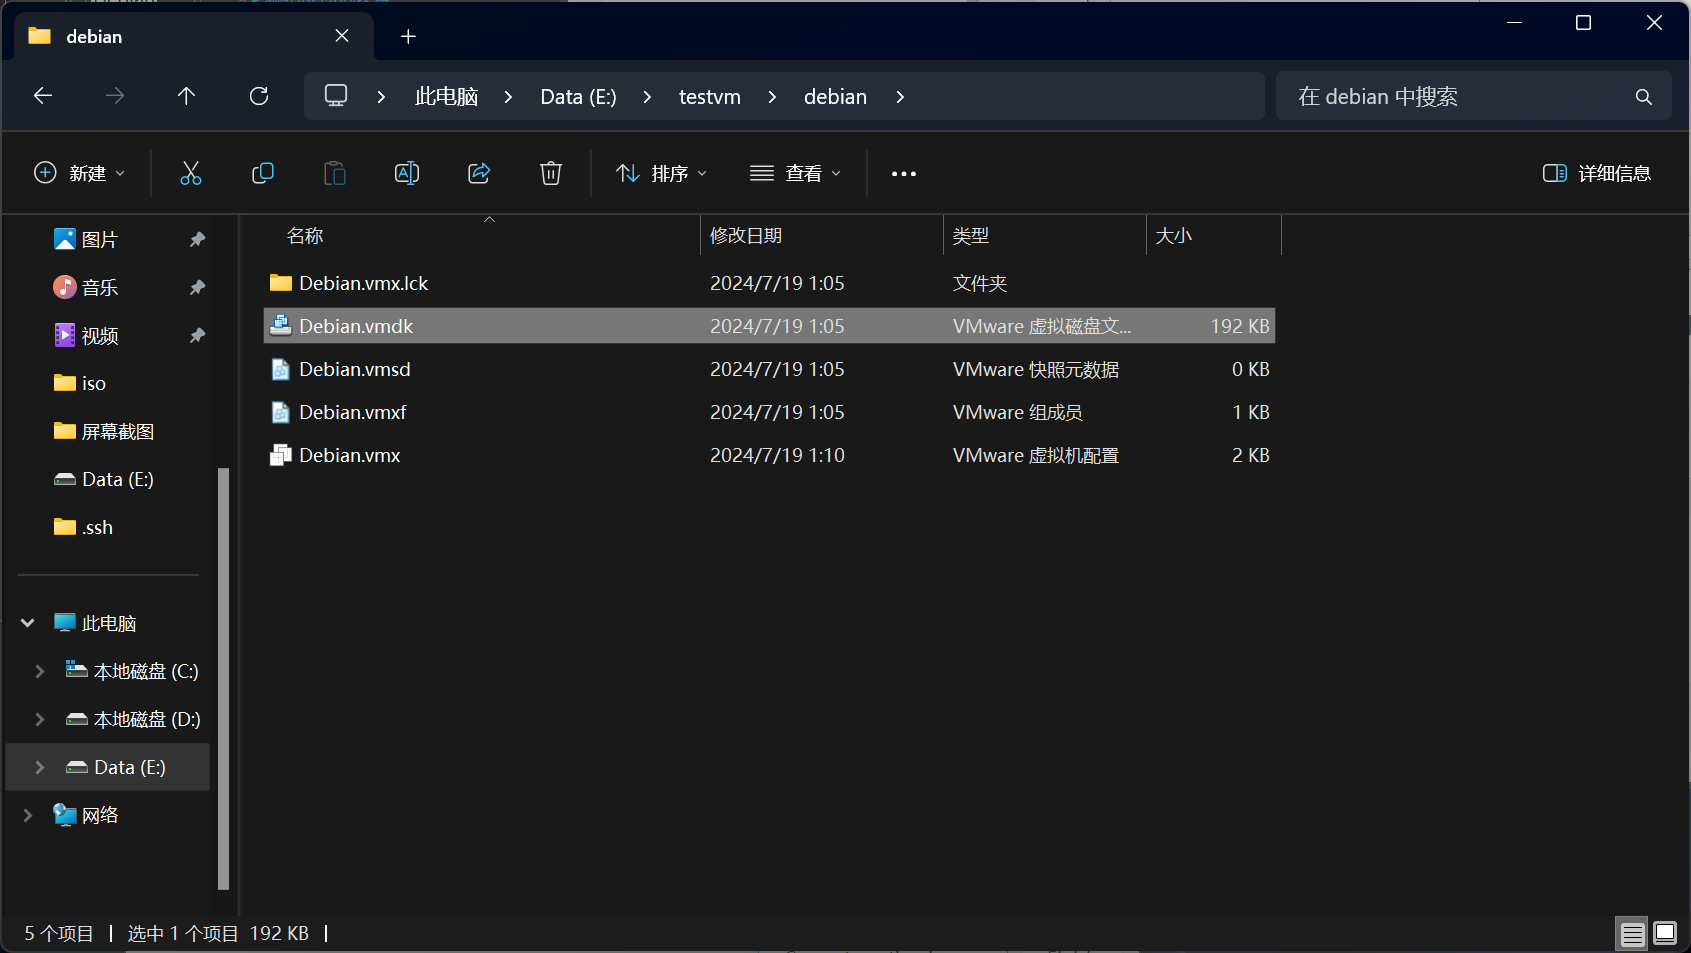 debian
此电脑 Data (E:) testvm debian
在 debian 中搜索
新建 排序 查看 详细信息
图片
音乐
视频
iso
屏幕截图
Data (E:)
.ssh
此电脑
本地磁盘 (C:)
本地磁盘 (D:)
Data (E:)
网络
名称 修改日期 类型 大小
Debian.vmx.lck 2024/7/19 1:05 文件夹
Debian.vmdk 2024/7/19 1:05 VMware 虚拟磁盘文... 192 KB
Debian.vmsd 2024/7/19 1:05 VMware 快照元数据 0 KB
Debian.vmxf 2024/7/19 1:05 VMware 组成员 1 KB
Debian.vmx 2024/7/19 1:10 VMware 虚拟机配置 2 KB
5 个项目 选中 1 个项目 192 KB